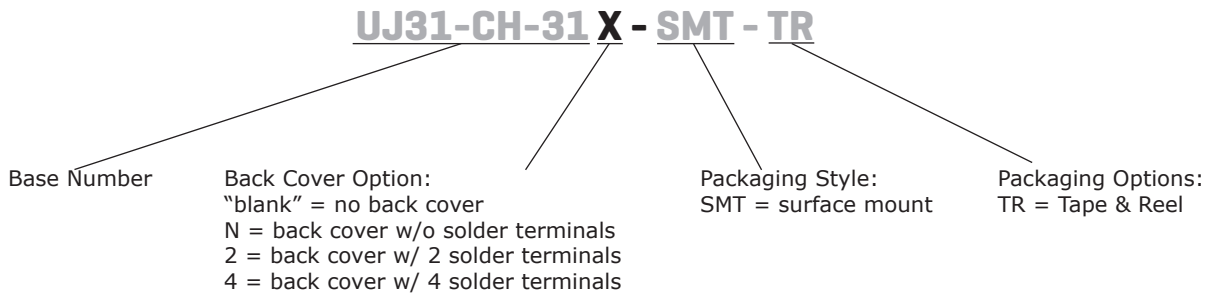 UJ31-CH-31 X - SMT - TR
Base Number
Back Cover Option:
“blank” = no back cover
N = back cover w/o solder terminals
2 = back cover w/ 2 solder terminals
4 = back cover w/ 4 solder terminals
Packaging Style:
SMT = surface mount
Packaging Options:
TR = Tape & Reel